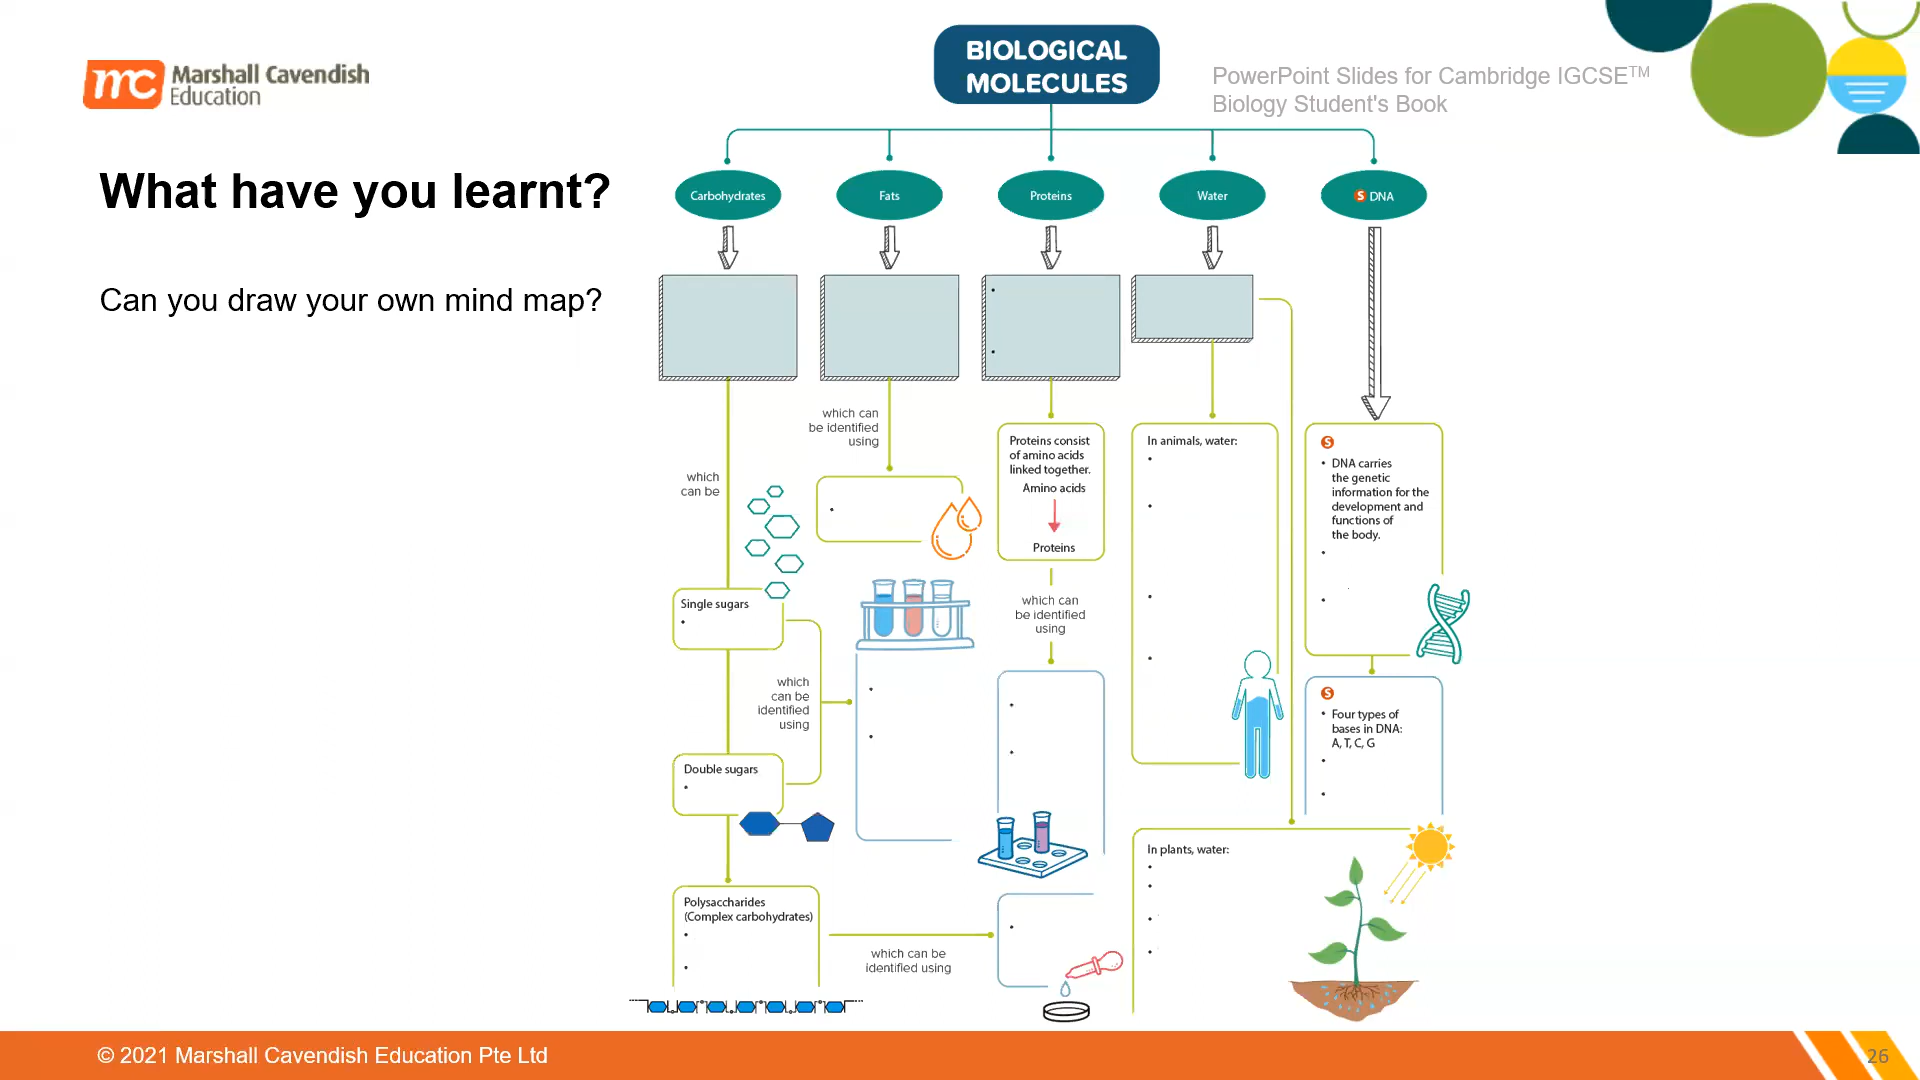 BIOLOGICAL
MOLECULES
mc Marshall Cavendish
Education
PowerPoint Slides for Cambridge IGCSE™
Biology Student's Book
What have you learnt?
Can you draw your own mind map?
Carbohydrates
Fats
Proteins
Water
S DNA
which can
be identified
using
which
can be
Proteins consist
of amino acids
linked together.
Amino acids
Proteins
In animals, water:
S
• DNA carries
the genetic
information for the
development and
functions of
the body.
Single sugars
which can
be identified
using
which
can be
identified
using
S
• Four types of
bases in DNA:
A, T, C, G
Double sugars
In plants, water:
Polysaccharides
(Complex carbohydrates)
which can be
identified using
© 2021 Marshall Cavendish Education Pte Ltd
26